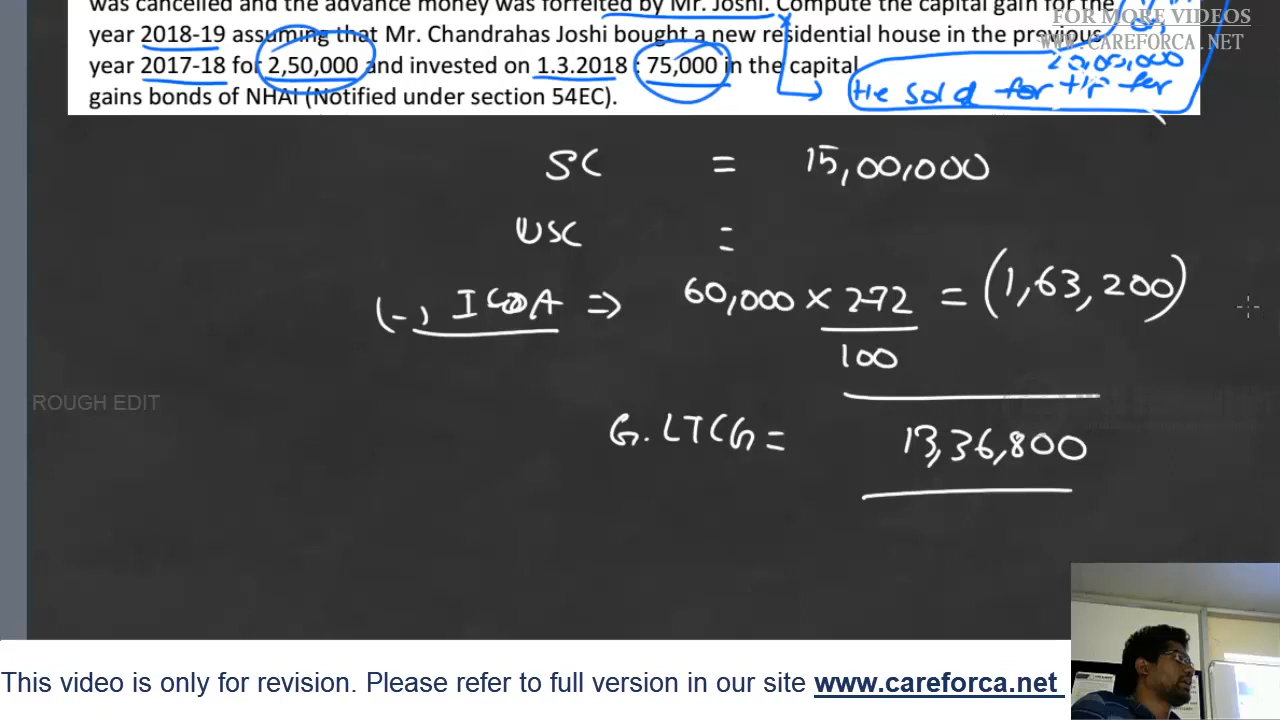 was cancelled and the advance money was forfeited by Mr. Joshi. Compute the capital gain for the
year 2018-19 assuming that Mr. Chandrahas Joshi bought a new residential house in the previous
year 2017-18 for 2,50,000 and invested on 1.3.2018 : 75,000 in the capital
gains bonds of NHAI (Notified under section 54EC).
FOR MORE VIDEOS
WWW.CAREFORCA.NET
He sold for
SC = 15,00,000
NSC =
(-) ICOA ⇒ 60,000 × 272 = (1,63,200)
100
G.LTCG = 13,36,800
ROUGH EDIT
This video is only for revision. Please refer to full version in our site www.careforca.net